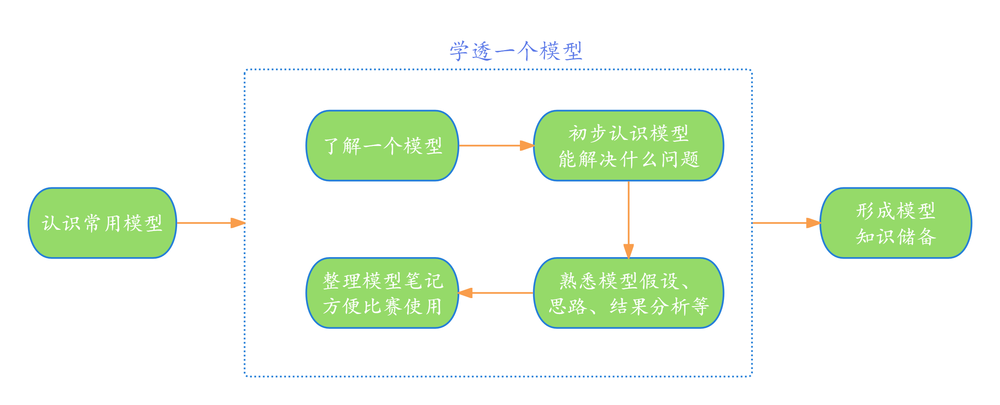 学透一个模型
认识常用模型
了解一个模型
初步认识模型
能解决什么问题
熟悉模型假设、
思路、结果分析等
整理模型笔记
方便比赛使用
形成模型
知识储备